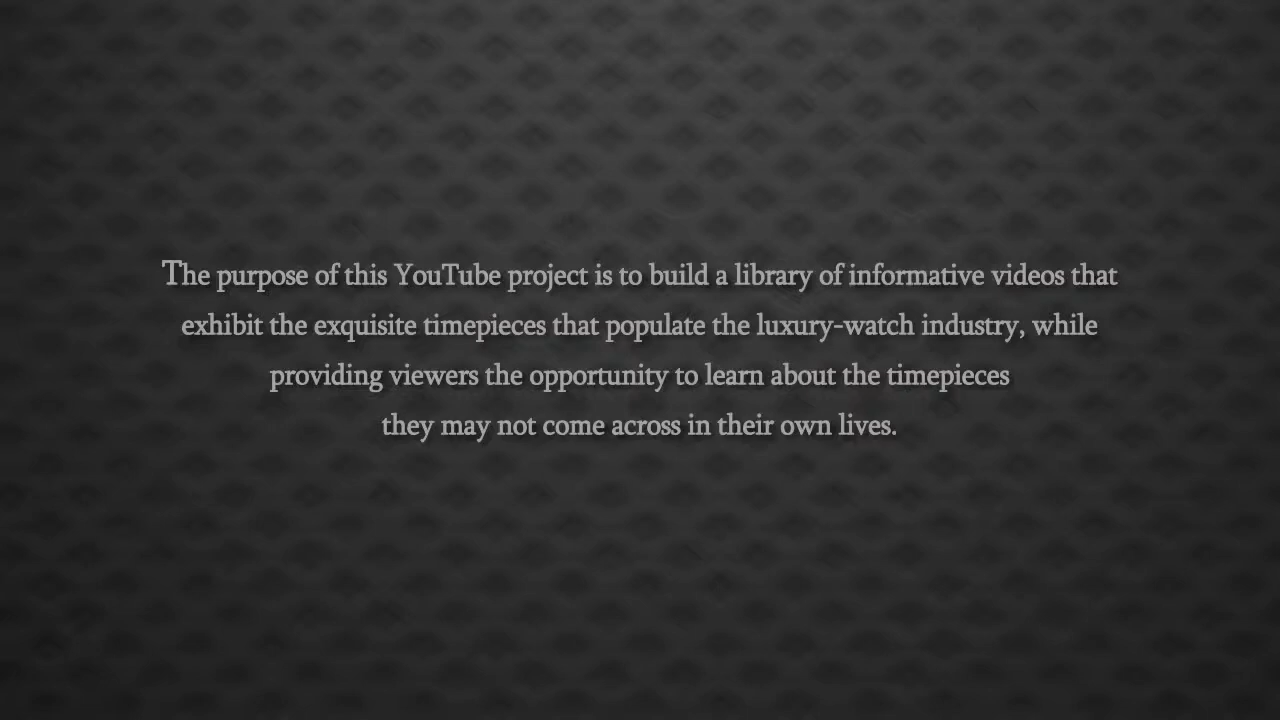 The purpose of this YouTube project is to build a library of informative videos that
exhibit the exquisite timepieces that populate the luxury-watch industry, while
providing viewers the opportunity to learn about the timepieces
they may not come across in their own lives.